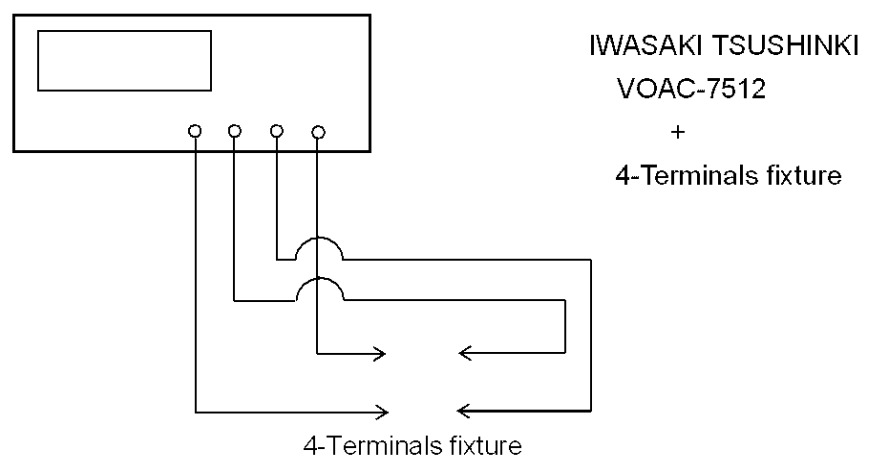 IWASAKI TSUSHINKI
VOAC-7512
+
4-Terminals fixture
4-Terminals fixture